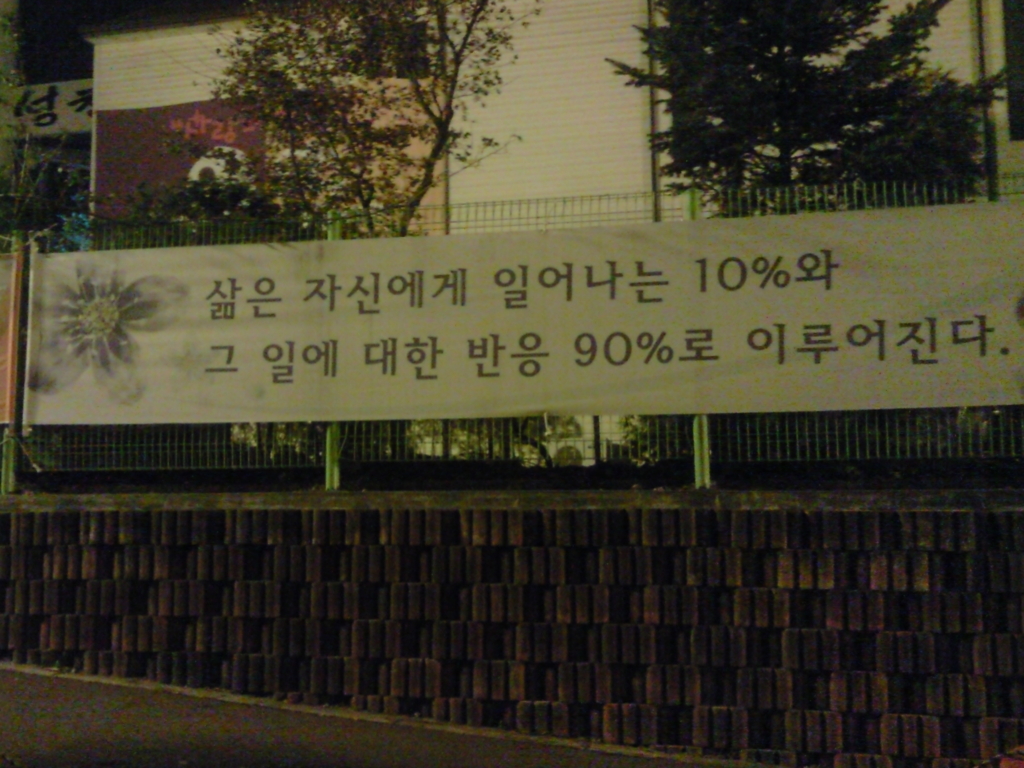 삶은 자신에게 일어나는 10%와
그 일에 대한 반응 90%로 이루어진다.